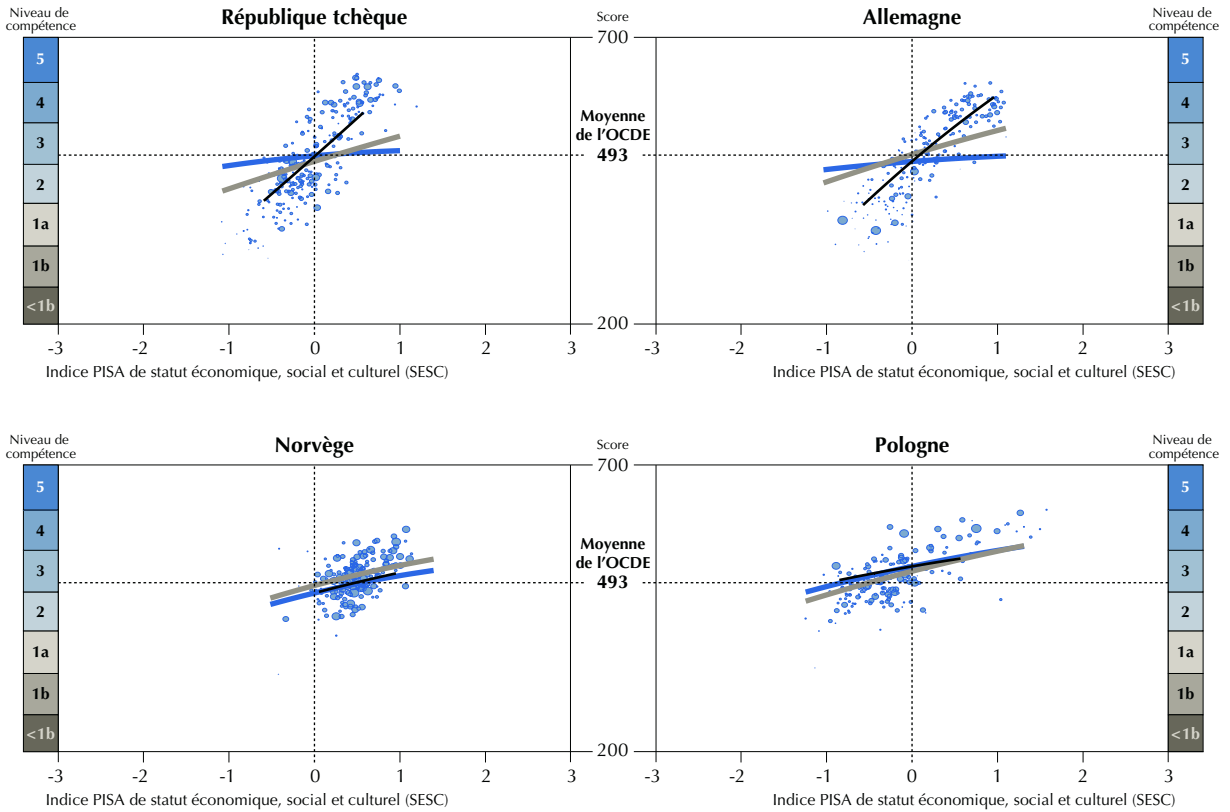 Niveau de
compétence
République tchèque
Score
Allemagne
Niveau de
compétence
700
5
4
3
2
1a
1b
<1b
Moyenne
de l’OCDE
493
5
4
3
2
1a
1b
<1b
200
-3 -2 -1 0 1 2 3
-3 -2 -1 0 1 2 3
Indice PISA de statut économique, social et culturel (SESC)
Indice PISA de statut économique, social et culturel (SESC)
Niveau de
compétence
Norvège
Score
Pologne
Niveau de
compétence
700
5
4
3
2
1a
1b
<1b
Moyenne
de l’OCDE
493
5
4
3
2
1a
1b
<1b
200
-3 -2 -1 0 1 2 3
-3 -2 -1 0 1 2 3
Indice PISA de statut économique, social et culturel (SESC)
Indice PISA de statut économique, social et culturel (SESC)